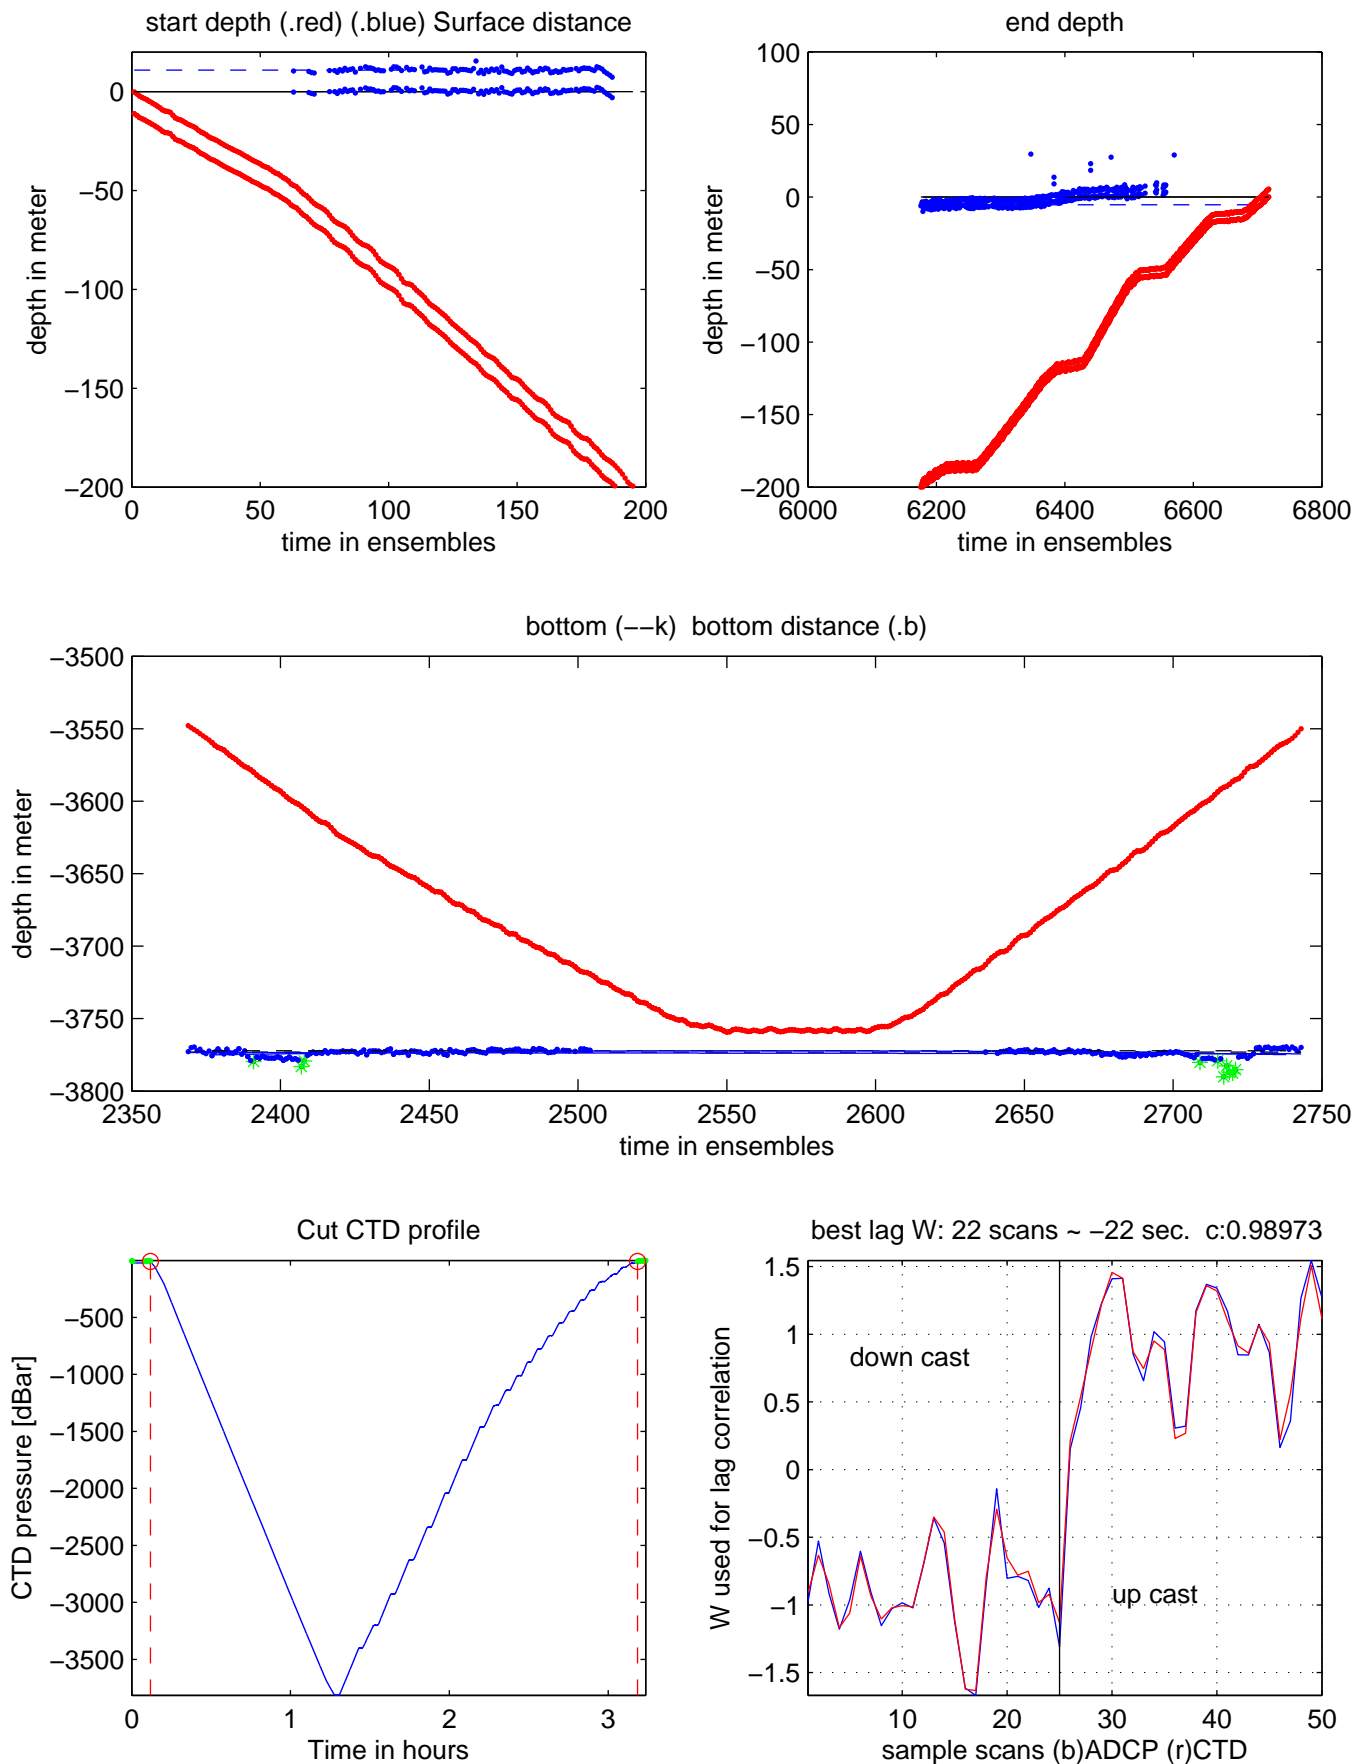 start depth (.red) (.blue) Surface distance
end depth
0
−50
−100
−150
−200
depth in meter
0 50 100 150 200
time in ensembles
100
50
0
−50
−100
−150
−200
depth in meter
6000 6200 6400 6600 6800
time in ensembles
bottom (−−k)  bottom distance (.b)
−3500
−3550
−3600
−3650
−3700
−3750
−3800
depth in meter
2350 2400 2450 2500 2550 2600 2650 2700 2750
time in ensembles
Cut CTD profile
−500
−1000
−1500
−2000
−2500
−3000
−3500
CTD pressure [dBar]
0 1 2 3
Time in hours
best lag W: 22 scans ~ −22 sec.  c:0.98973
1.5
1
0.5
0
−0.5
−1
−1.5
W used for lag correlation
down cast
up cast
10 20 30 40 50
sample scans (b)ADCP (r)CTD